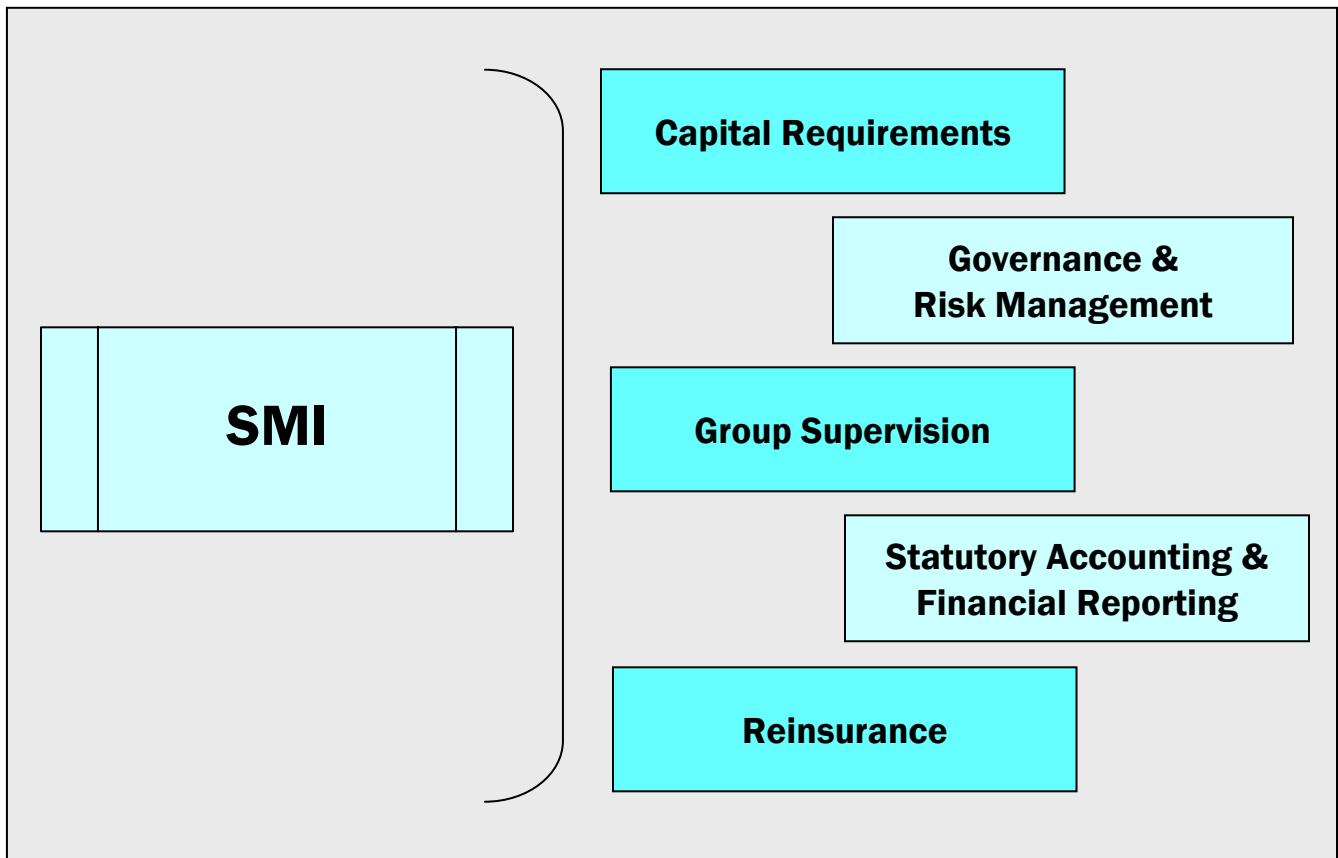 SMI
Capital Requirements
Governance &
Risk Management
Group Supervision
Statutory Accounting &
Financial Reporting
Reinsurance